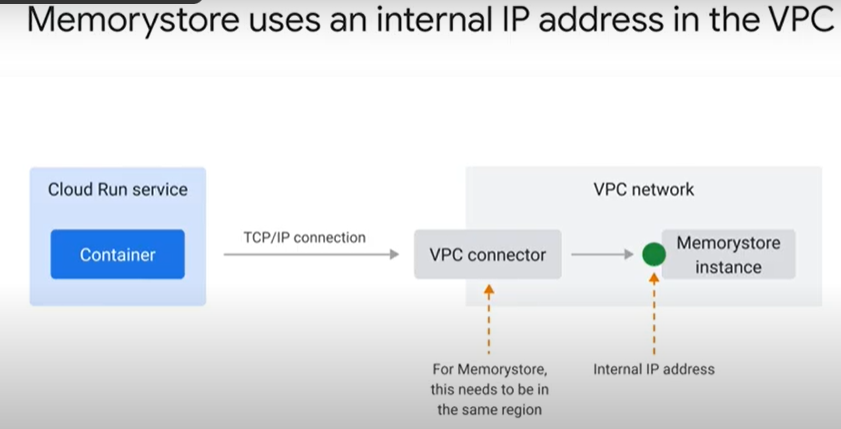 Memorystore uses an internal IP address in the VPC
Cloud Run service
Container
TCP/IP connection
VPC connector
VPC network
Memorystore
instance
For Memorystore,
this needs to be in
the same region
Internal IP address